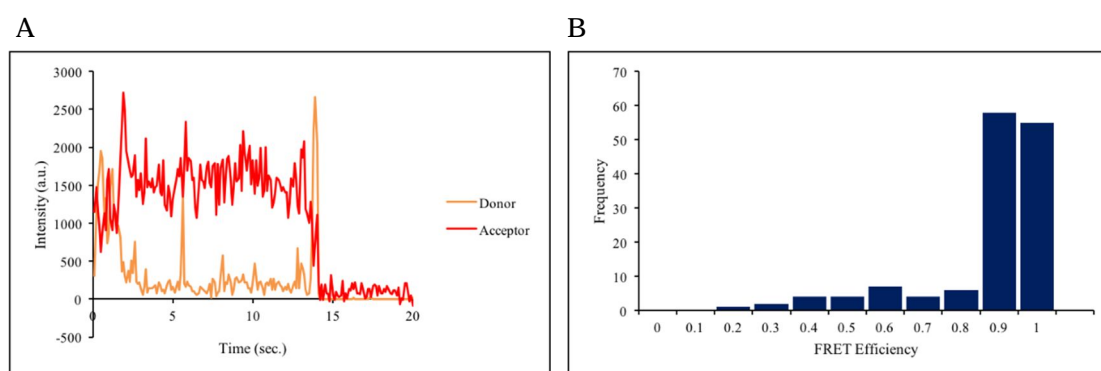 A
B
3000
2500
2000
1500
1000
500
0
-500
0
5
10
15
20
Intensity (a.u.)
Time (sec.)
Donor
Acceptor
70
60
50
40
30
20
10
0
0 0.1 0.2 0.3 0.4 0.5 0.6 0.7 0.8 0.9 1
Frequency
FRET Efficiency